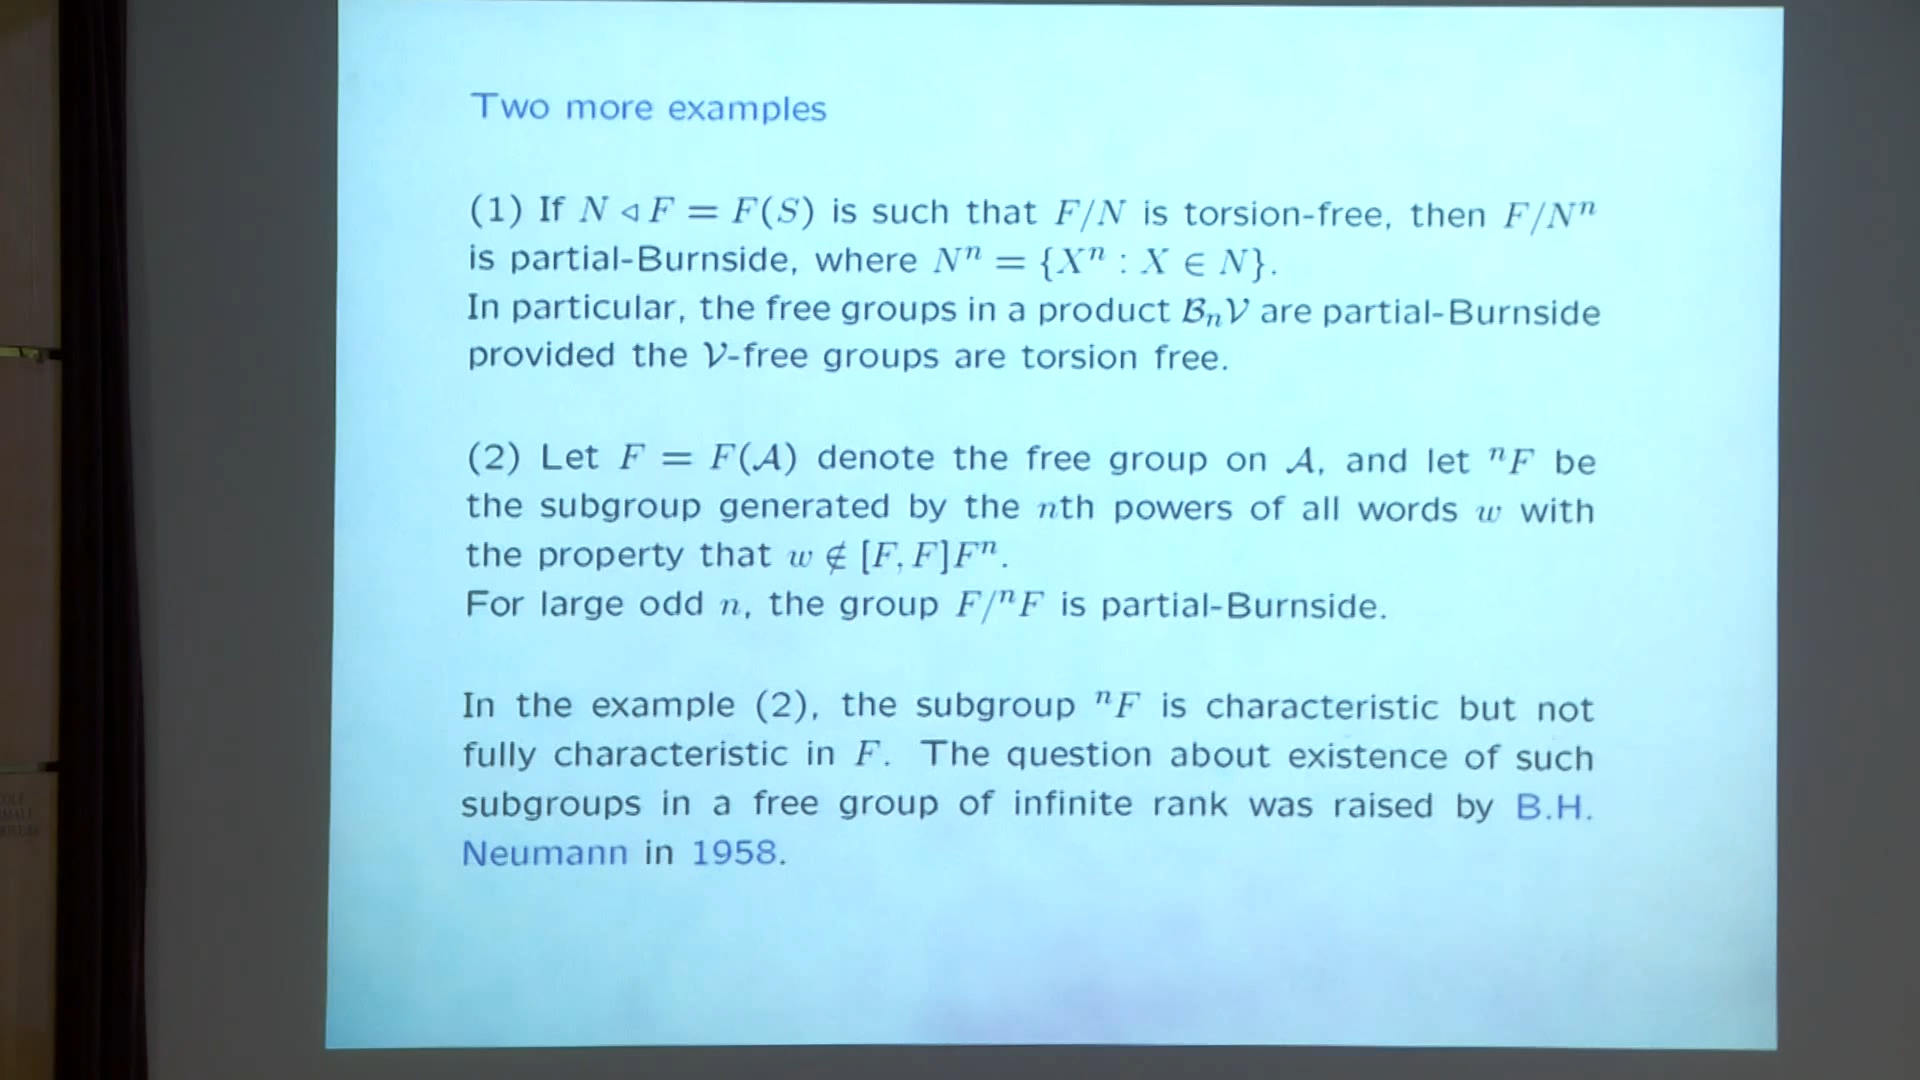 Two more examples
(1) If N ◁ F = F(S) is such that F/N is torsion-free, then F/Nⁿ
is partial-Burnside, where Nⁿ = {Xⁿ : X ∈ N}.
In particular, the free groups in a product ℬₙ𝒱 are partial-Burnside
provided the 𝒱-free groups are torsion free.
(2) Let F = F(𝒜) denote the free group on 𝒜, and let ⁿF be
the subgroup generated by the nth powers of all words w with
the property that w ∉ [F, F]Fⁿ.
For large odd n, the group F/ⁿF is partial-Burnside.
In the example (2), the subgroup ⁿF is characteristic but not
fully characteristic in F. The question about existence of such
subgroups in a free group of infinite rank was raised by B.H.
Neumann in 1958.